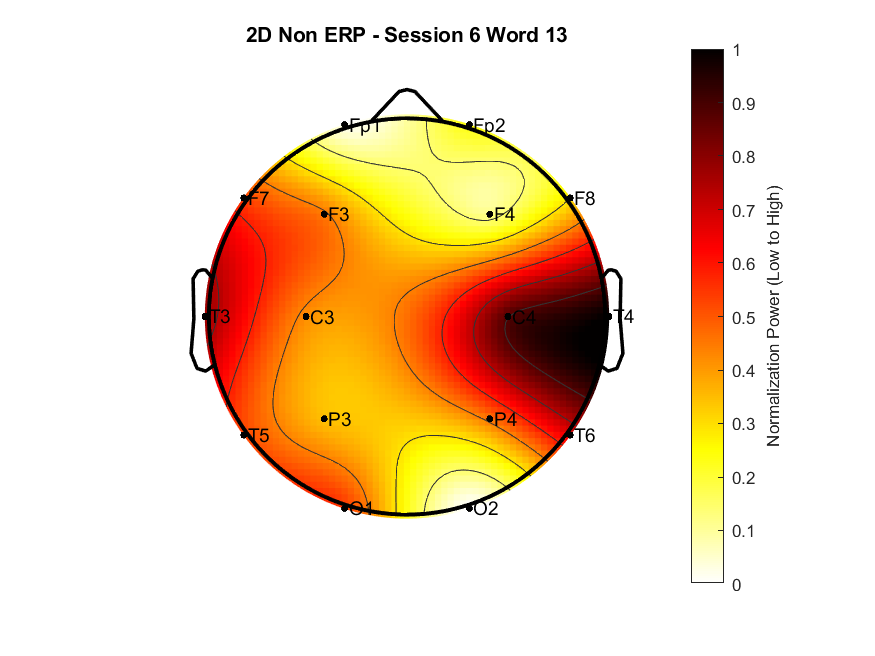 2D Non ERP - Session 6 Word 13
Fp1 Fp2
F7 F3 F4 F8
T3 C3 C4 T4
P3 P4
T5 T6
O1 O2
1
0.9
0.8
0.7
0.6
0.5
0.4
0.3
0.2
0.1
0
Normalization Power (Low to High)